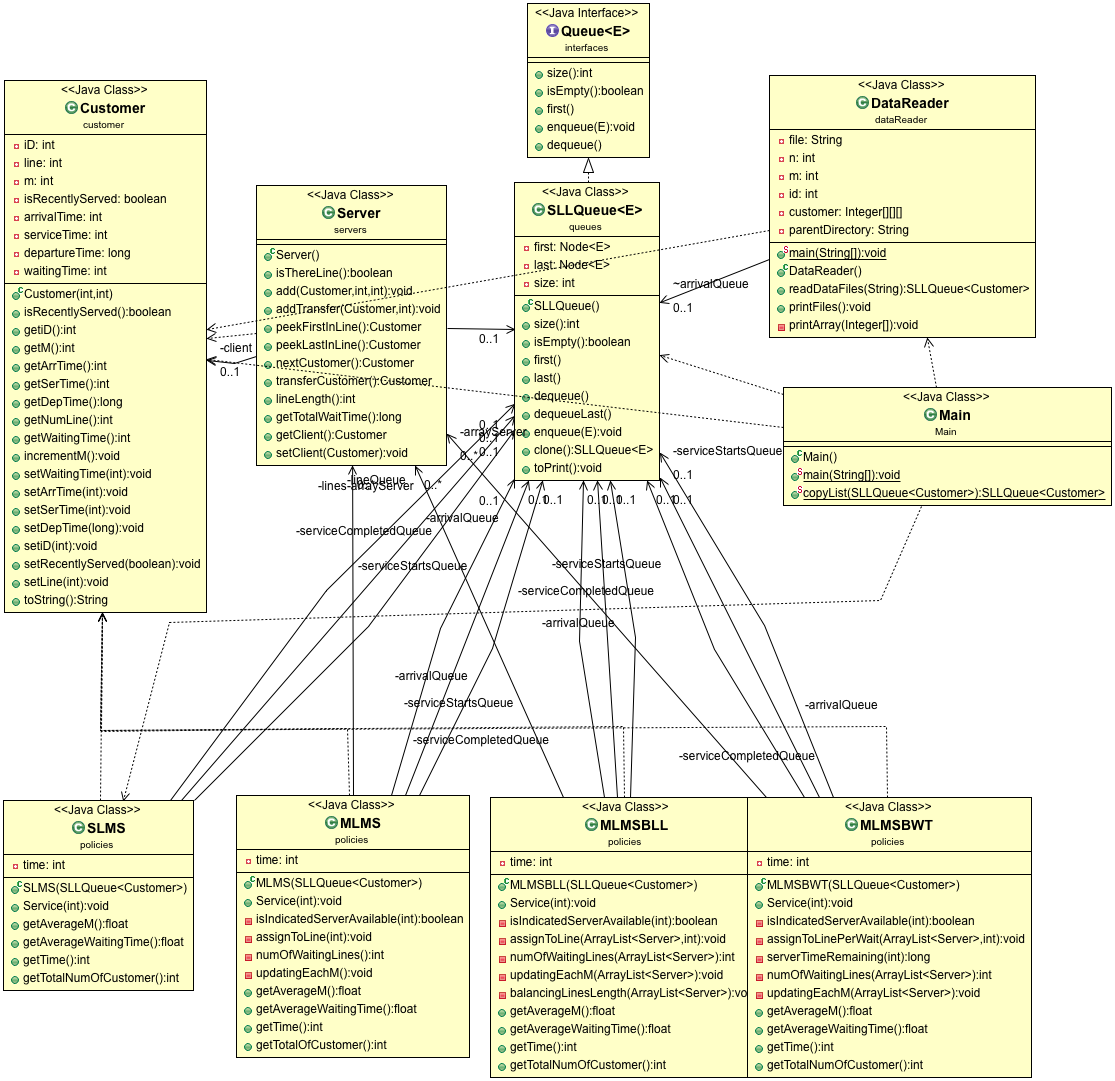 <<Java Interface>>
Queue<E>
interfaces
size():int
isEmpty():boolean
first()
enqueue(E):void
dequeue()
<<Java Class>>
Customer
customer
iD: int
line: int
m: int
isRecentlyServed: boolean
arrivalTime: int
serviceTime: int
departureTime: long
waitingTime: int
Customer(int,int)
isRecentlyServed():boolean
getiD():int
getM():int
getArrTime():int
getSerTime():int
getDepTime():long
getNumLine():int
getWaitingTime():int
incrementM():void
setWaitingTime(int):void
setArrTime(int):void
setSerTime(int):void
setDepTime(long):void
setiD(int):void
setRecentlyServed(boolean):void
setLine(int):void
toString():String
<<Java Class>>
Server
servers
Server()
isThereLine():boolean
add(Customer,int,int):void
addTransfer(Customer,int):void
peekFirstInLine():Customer
peekLastInLine():Customer
nextCustomer():Customer
transferCustomer():Customer
lineLength():int
getTotalWaitTime():long
getClient():Customer
setClient(Customer):void
<<Java Class>>
SLLQueue<E>
queues
first: Node<E>
last: Node<E>
size: int
SLLQueue()
size():int
isEmpty():boolean
first()
last()
dequeue()
dequeueLast()
enqueue(E):void
clone():SLLQueue<E>
toPrint():void
<<Java Class>>
DataReader
dataReader
file: String
n: int
m: int
id: int
customer: Integer[][][]
parentDirectory: String
main(String[]):void
DataReader()
readDataFiles(String):SLLQueue<Customer>
printFiles():void
printArray(Integer[]):void
<<Java Class>>
Main
Main
Main()
main(String[]):void
copyList(SLLQueue<Customer>):SLLQueue<Customer>
~arrivalQueue
0..1
-client
0..1
0..1
0..1
0..1
-arrayServer
0..*
0..1
-lineQueue
-lines
-arrayServer
0..*
0..1
0..1
0..1
0..1
0..1
0..1
0..1
0..1
-serviceStartsQueue
0..1
-arrivalQueue
-serviceCompletedQueue
-serviceStartsQueue
-serviceStartsQueue
-serviceCompletedQueue
-arrivalQueue
-arrivalQueue
-serviceStartsQueue
-arrivalQueue
-serviceCompletedQueue
-serviceCompletedQueue
<<Java Class>>
SLMS
policies
time: int
SLMS(SLLQueue<Customer>)
Service(int):void
getAverageM():float
getAverageWaitingTime():float
getTime():int
getTotalNumOfCustomer():int
<<Java Class>>
MLMS
policies
time: int
MLMS(SLLQueue<Customer>)
Service(int):void
isIndicatedServerAvailable(int):boolean
assignToLine(int):void
numOfWaitingLines():int
updatingEachM():void
getAverageM():float
getAverageWaitingTime():float
getTime():int
getTotalOfCustomer():int
<<Java Class>>
MLMSBLL
policies
time: int
MLMSBLL(SLLQueue<Customer>)
Service(int):void
isIndicatedServerAvailable(int):boolean
assignToLine(ArrayList<Server>,int):void
numOfWaitingLines(ArrayList<Server>):int
updatingEachM(ArrayList<Server>):void
balancingLinesLength(ArrayList<Server>):vo
getAverageM():float
getAverageWaitingTime():float
getTime():int
getTotalNumOfCustomer():int
<<Java Class>>
MLMSBWT
policies
time: int
MLMSBWT(SLLQueue<Customer>)
Service(int):void
isIndicatedServerAvailable(int):boolean
assignToLinePerWait(ArrayList<Server>,int):void
serverTimeRemaining(int):long
numOfWaitingLines(ArrayList<Server>):int
updatingEachM(ArrayList<Server>):void
getAverageM():float
getAverageWaitingTime():float
getTime():int
getTotalNumOfCustomer():int